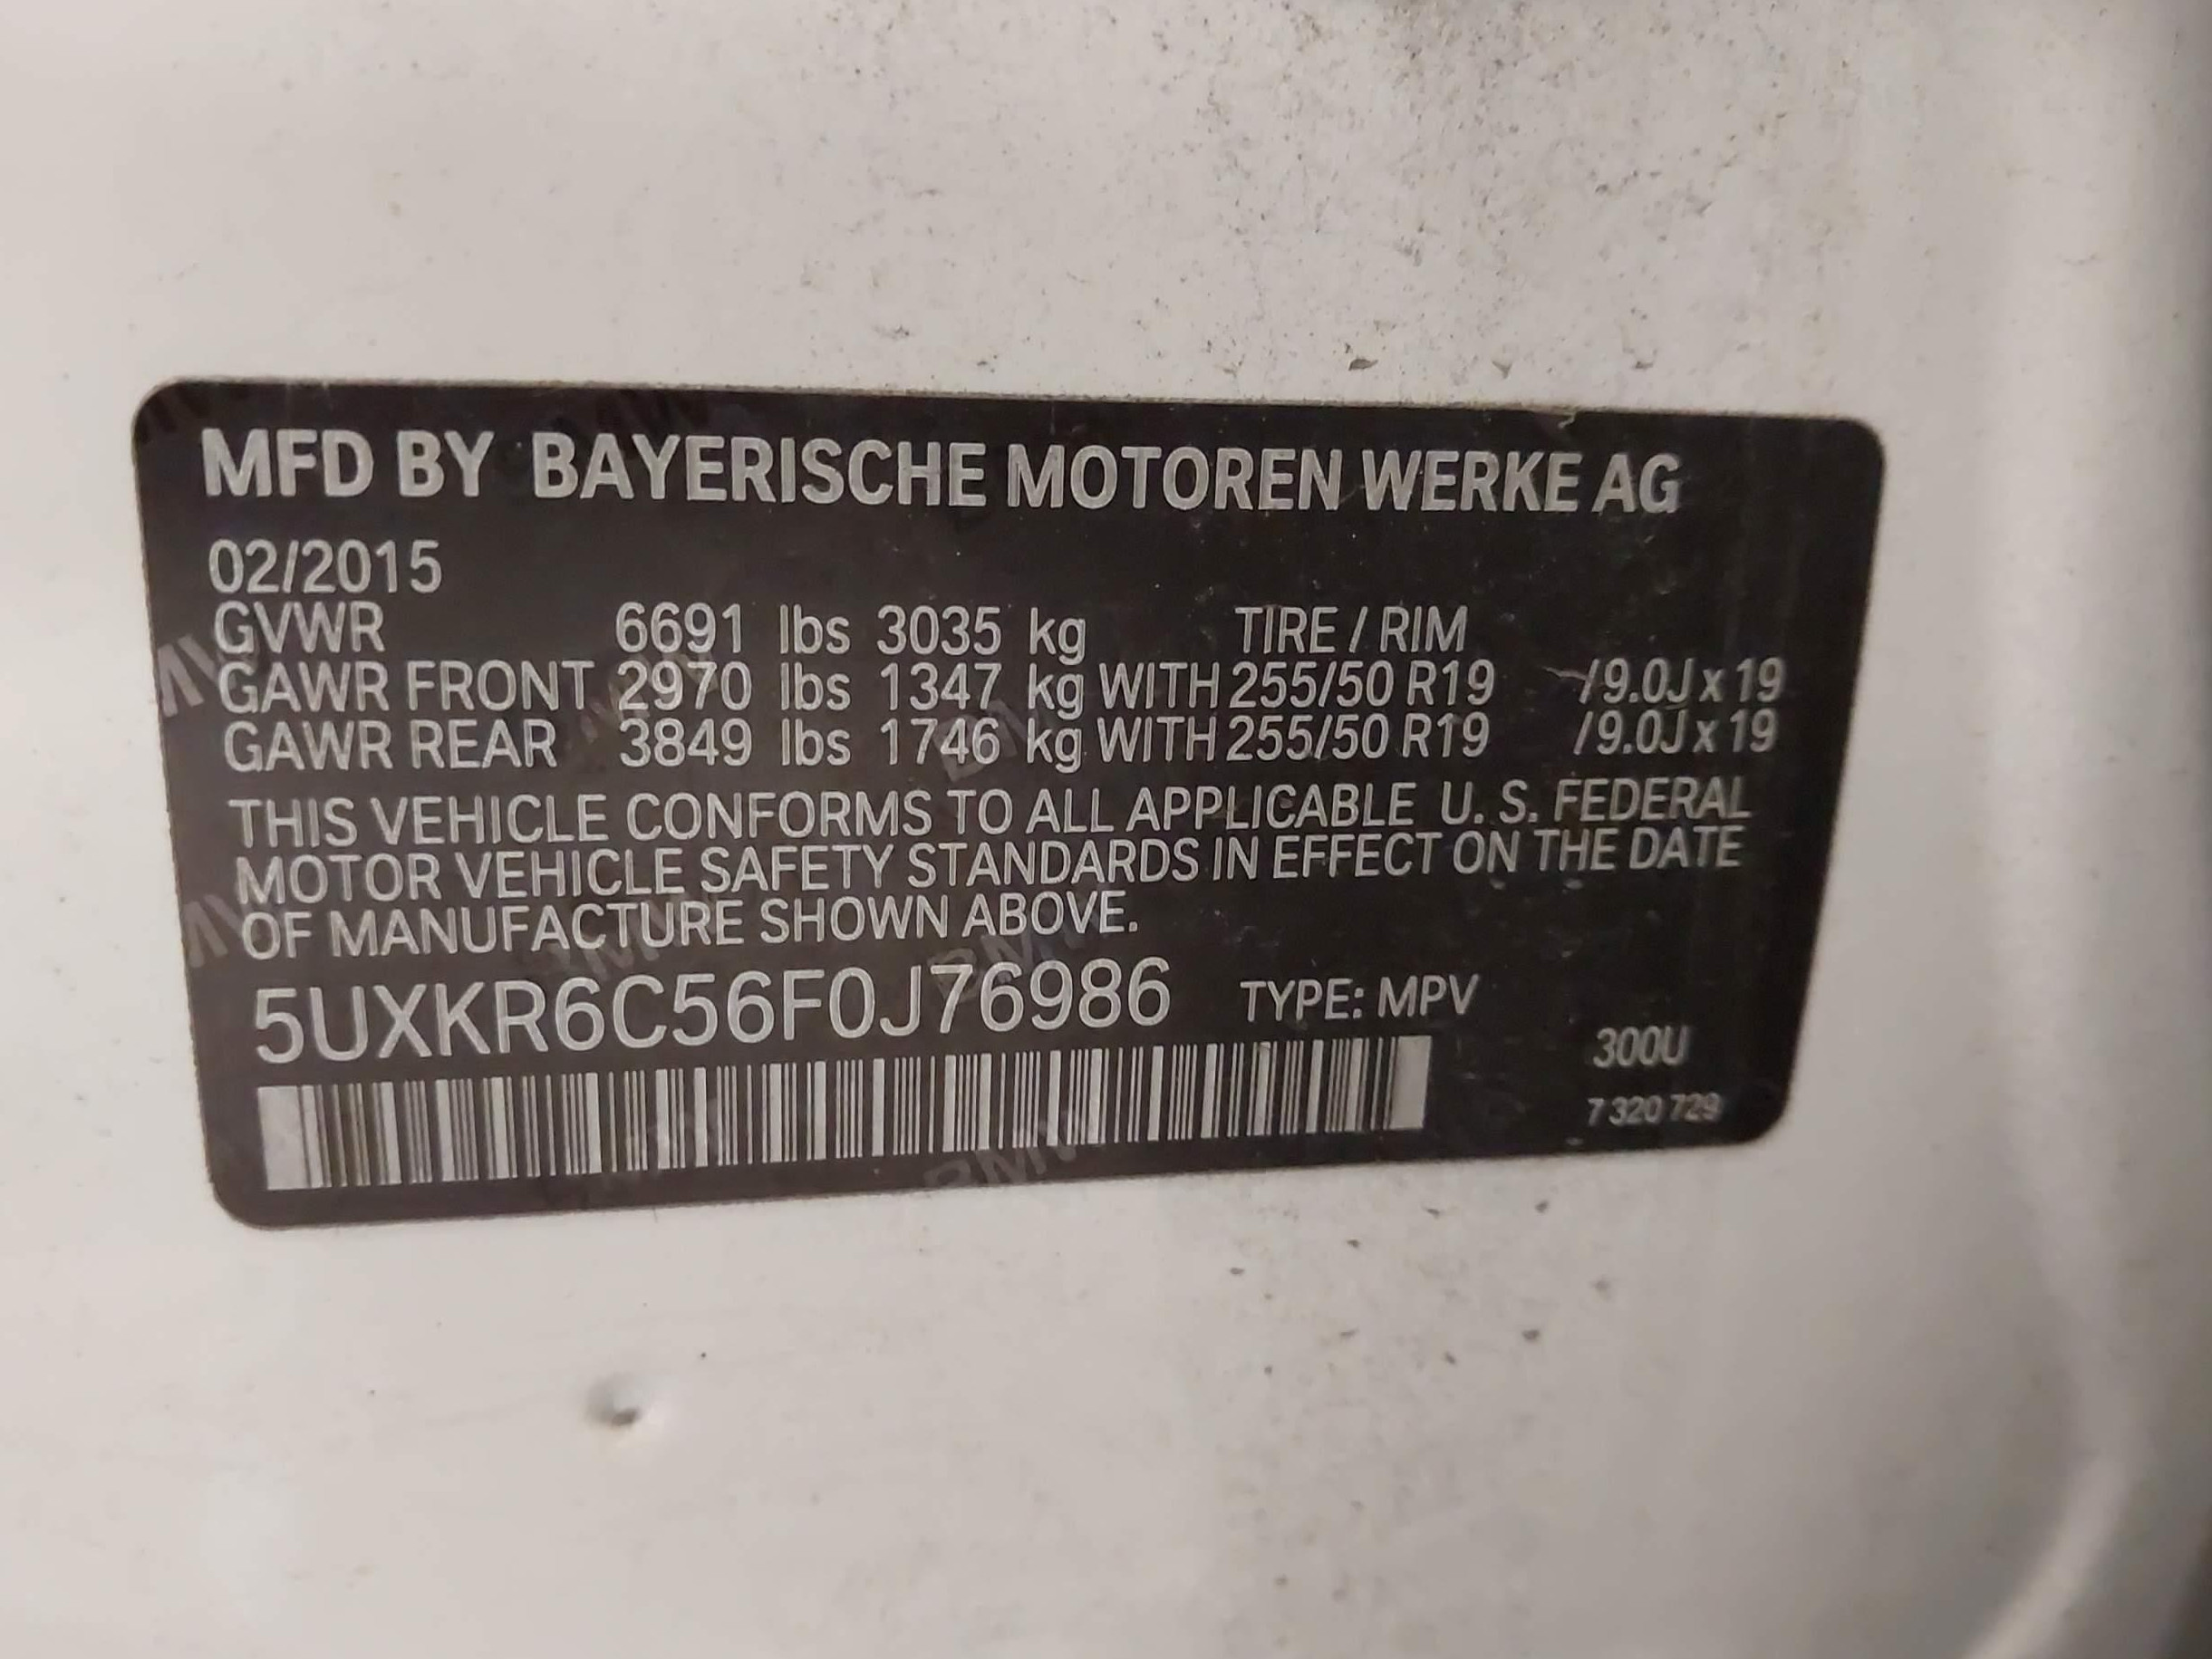 MFD BY BAYERISCHE MOTOREN WERKE AG
02/2015
GVWR 6691 lbs 3035 kg TIRE / RIM
GAWR FRONT 2970 lbs 1347 kg WITH 255/50 R19 /9.0J x 19
GAWR REAR 3849 lbs 1746 kg WITH 255/50 R19 /9.0J x 19
THIS VEHICLE CONFORMS TO ALL APPLICABLE U. S. FEDERAL
MOTOR VEHICLE SAFETY STANDARDS IN EFFECT ON THE DATE
OF MANUFACTURE SHOWN ABOVE.
5UXKR6C56F0J76986 TYPE: MPV
300U
7 320 729